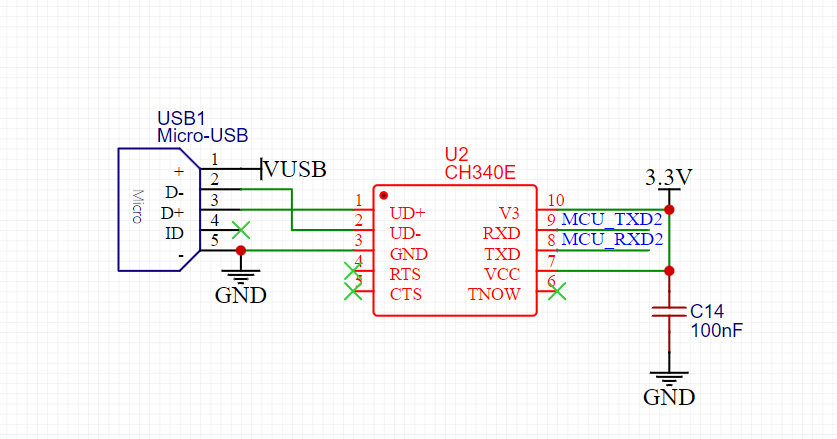 USB1
Micro-USB
Micro
+
D-
D+
ID
-
1
2
3
4
5
VUSB
GND
U2
CH340E
1
2
3
4
5
UD+
UD-
GND
RTS
CTS
V3
RXD
TXD
VCC
TNOW
10
9
8
7
6
MCU_TXD2
MCU_RXD2
3.3V
C14
100nF
GND